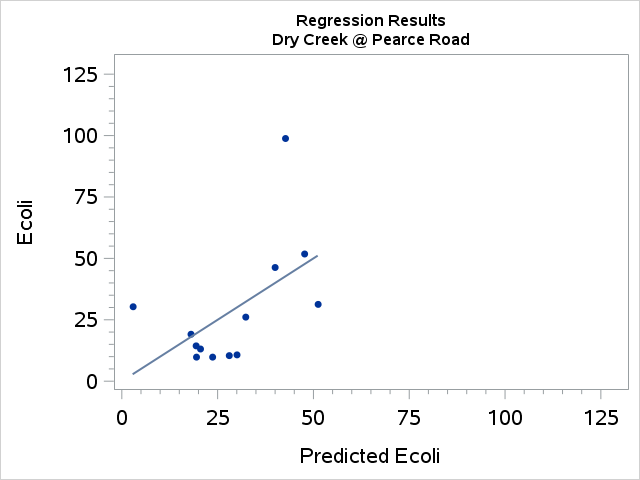 Regression Results
Dry Creek @ Pearce Road
125
100
75
50
25
0
Ecoli
0 25 50 75 100 125
Predicted Ecoli